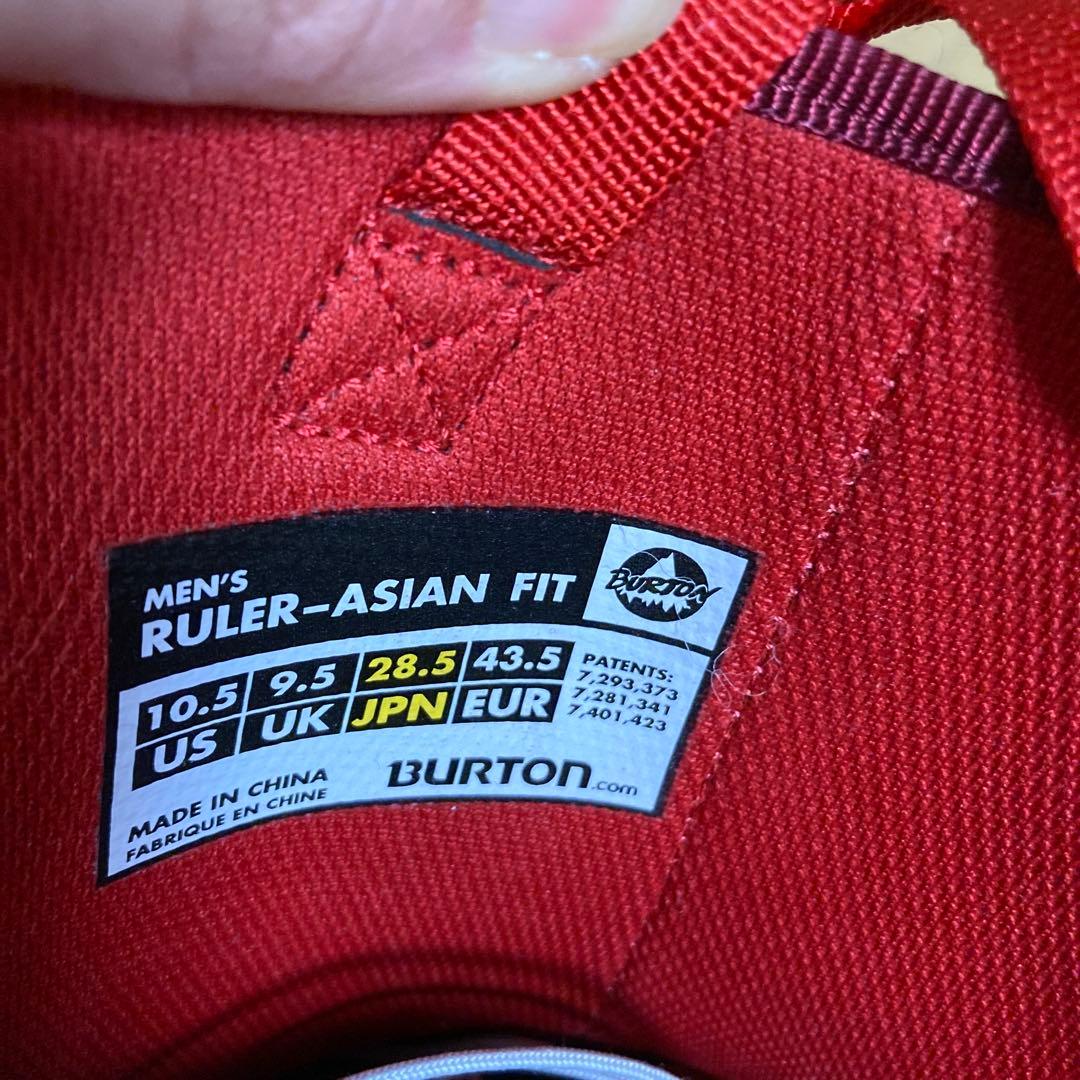 MEN'S
RULER-ASIAN FIT
BURTON
10.5 9.5 28.5 43.5
US UK JPN EUR
PATENTS:
7,293,373
7,281,341
7,401,423
MADE IN CHINA
FABRIQUE EN CHINE
BURTON.com